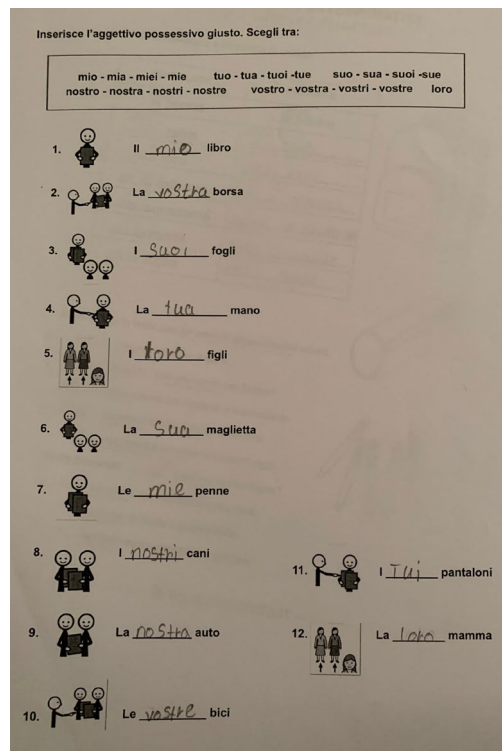 Inserisce l'aggettivo possessivo giusto. Scegli tra:
mio - mia - miei - mie tuo - tua - tuoi -tue suo - sua - suoi -sue
nostro - nostra - nostri - nostre vostro - vostra - vostri - vostre loro
1. Il mio libro
2. La vostra borsa
3. I suoi fogli
4. La tua mano
5. I loro figli
6. La sua maglietta
7. Le mie penne
8. I nostri cani
9. La nostra auto
10. Le vostre bici
11. I Tui pantaloni
12. La loro mamma